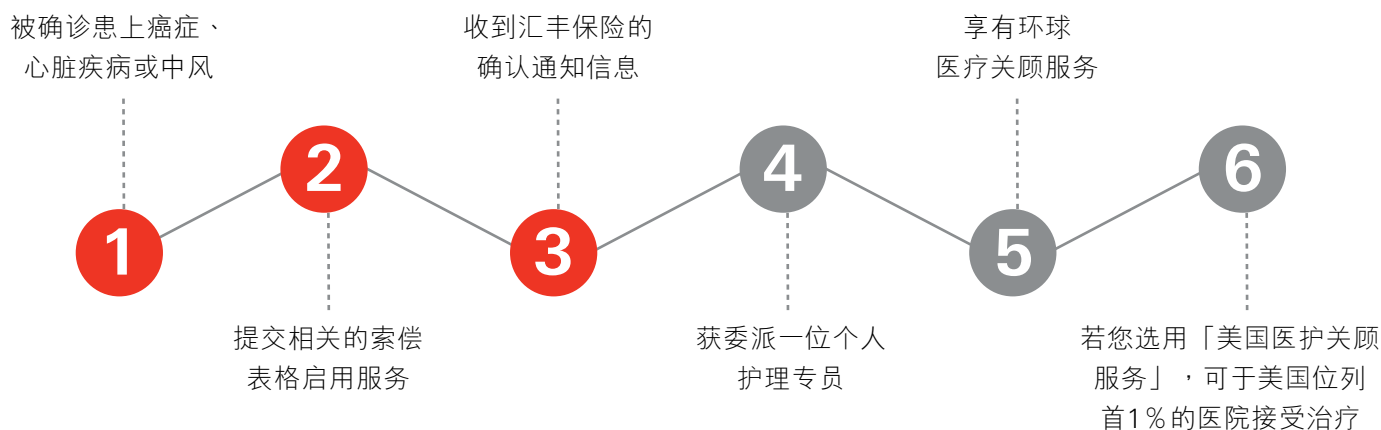 被确诊患上癌症、
心脏疾病或中风
收到汇丰保险的
确认通知信息
享有环球
医疗关顾服务
1
2
3
4
5
6
提交相关的索偿
表格启用服务
获委派一位个人
护理专员
若您选用「美国医护关顾
服务」，可于美国位列
首1%的医院接受治疗